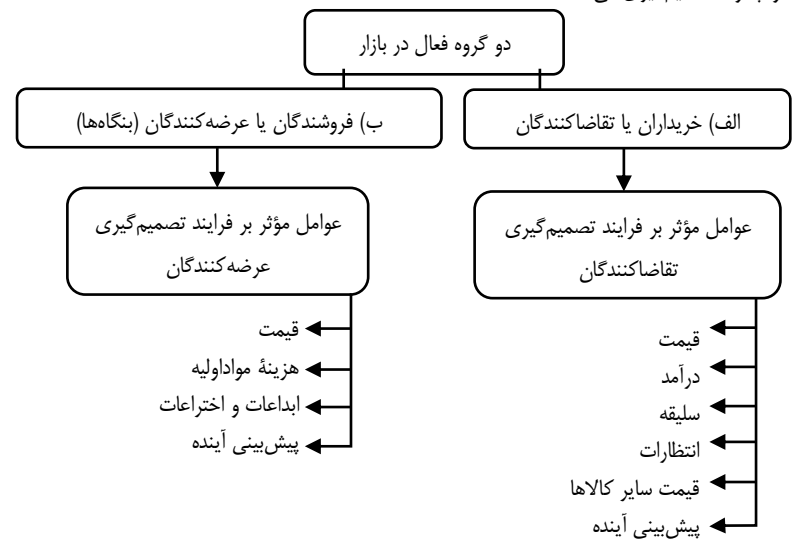 دو گروه فعال در بازار
الف) خریداران یا تقاضاکنندگان
ب) فروشندگان یا عرضه‌کنندگان (بنگاه‌ها)
عوامل مؤثر بر فرایند تصمیم‌گیری
تقاضاکنندگان
قیمت
درآمد
سلیقه
انتظارات
قیمت سایر کالاها
پیش‌بینی آینده
عوامل مؤثر بر فرایند تصمیم‌گیری
عرضه‌کنندگان
قیمت
هزینهٔ مواداولیه
ابداعات و اختراعات
پیش‌بینی آینده